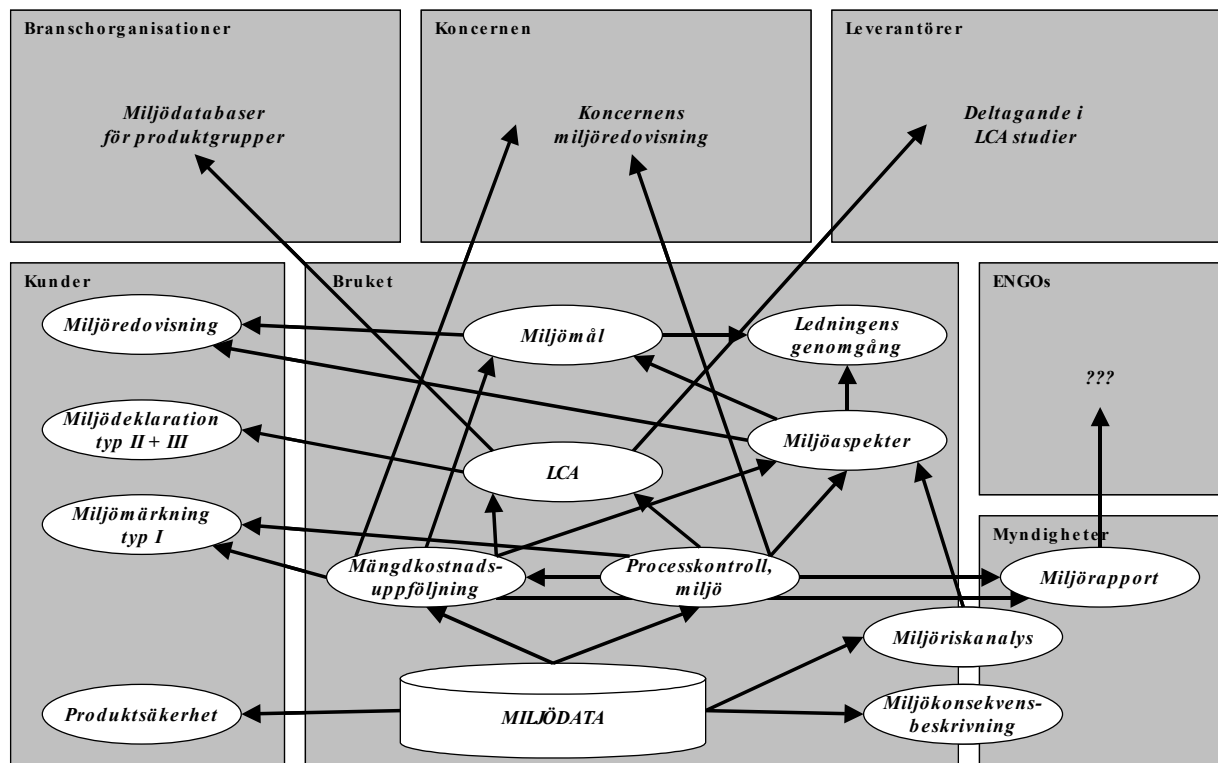 Branschorganisationer
Miljödatabaser
för produktgrupper
Koncernen
Koncernens
miljöredovisning
Leverantörer
Deltagande i
LCA studier
Kunder
Miljöredovisning
Miljödeklaration
typ II + III
Miljömärkning
typ I
Produktsäkerhet
Bruket
Miljömål
Ledningens
genomgång
Miljöaspekter
LCA
Mängdkostnads-
uppföljning
Processkontroll,
miljö
MILJÖDATA
Miljöriskanalys
Miljökonsekvens-
beskrivning
ENGOs
???
Myndigheter
Miljörapport